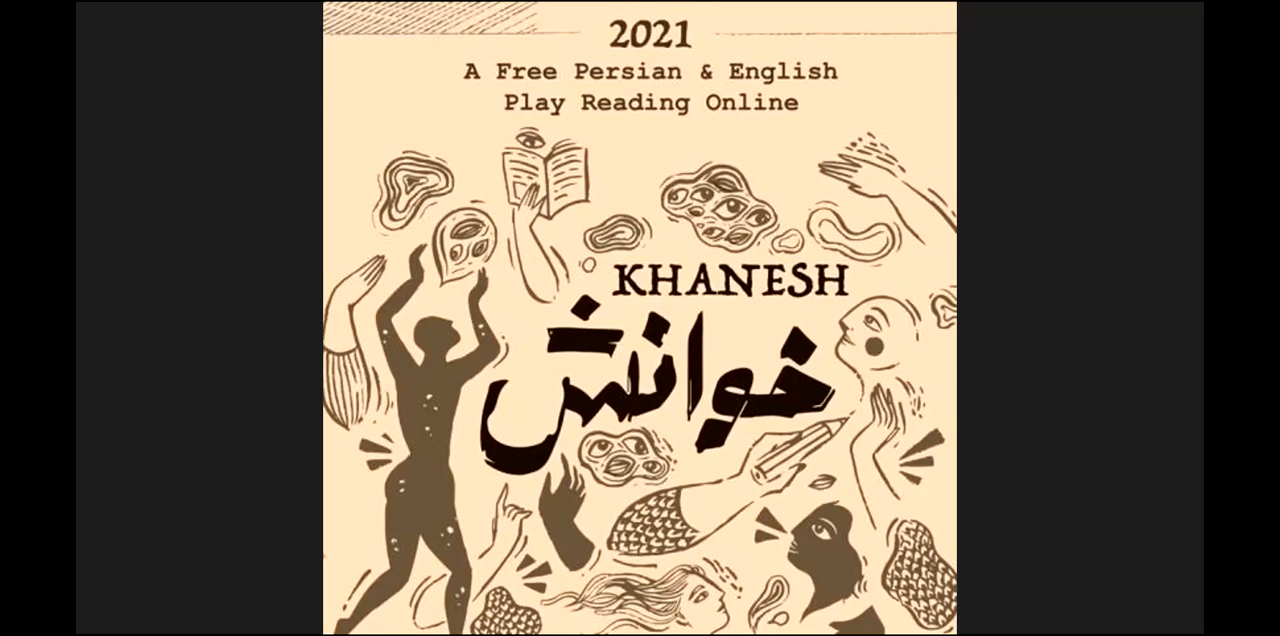 2021
A Free Persian & English
Play Reading Online
KHANESH
خوانش